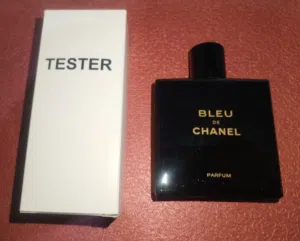 TESTER
BLEU
DE
CHANEL
PARFUM